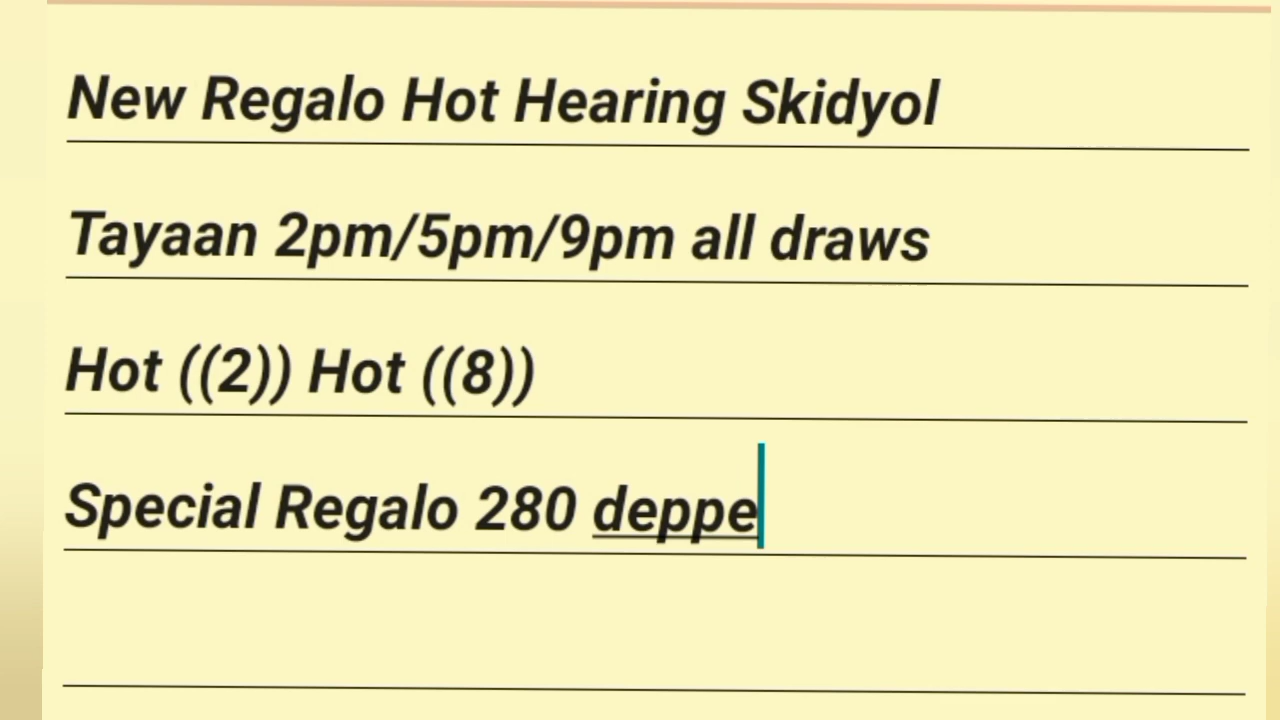 New Regalo Hot Hearing Skidyol
Tayaan 2pm/5pm/9pm all draws
Hot ((2)) Hot ((8))
Special Regalo 280 deppe